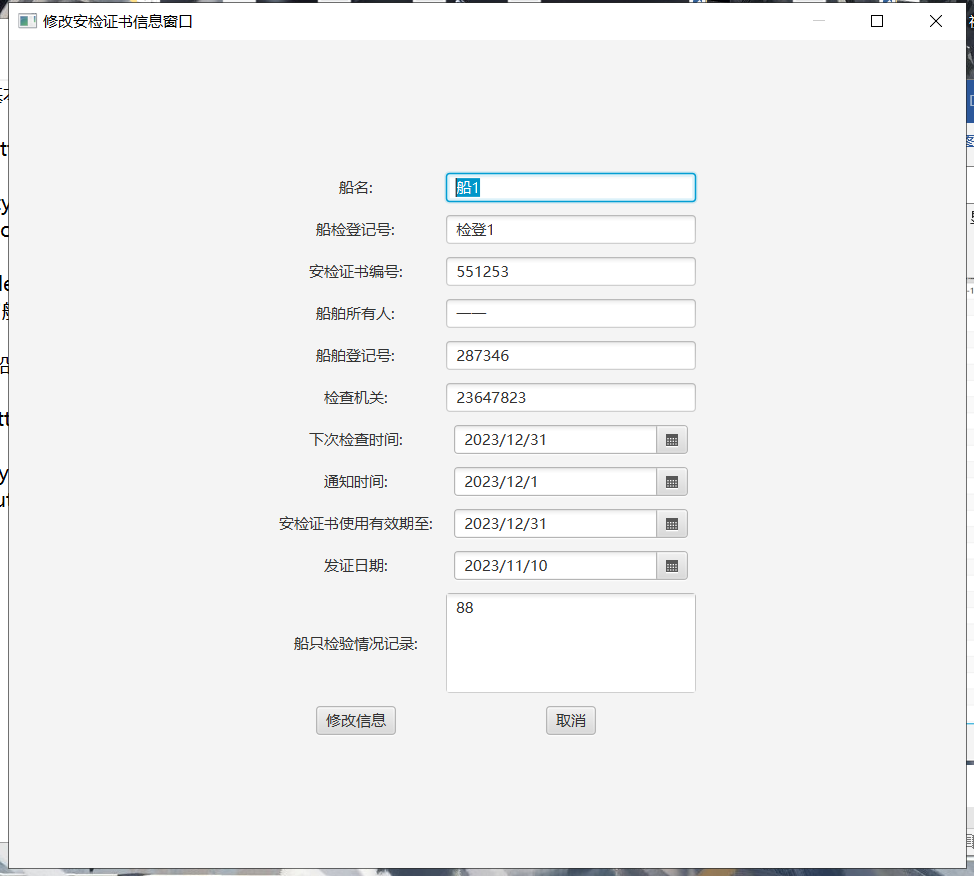 修改安检证书信息窗口
船名: 船1
船检登记号: 检登1
安检证书编号: 551253
船舶所有人: ——
船舶登记号: 287346
检查机关: 23647823
下次检查时间: 2023/12/31
通知时间: 2023/12/1
安检证书使用有效期至: 2023/12/31
发证日期: 2023/11/10
船只检验情况记录: 88
修改信息 取消